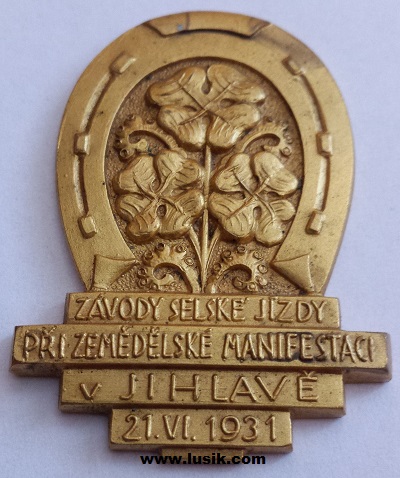 ZÁVODY SELSKÉ JÍZDY
PŘI ZEMĚDĚLSKÉ MANIFESTACI
V JIHLAVĚ
21. VI. 1931
www.lusik.com